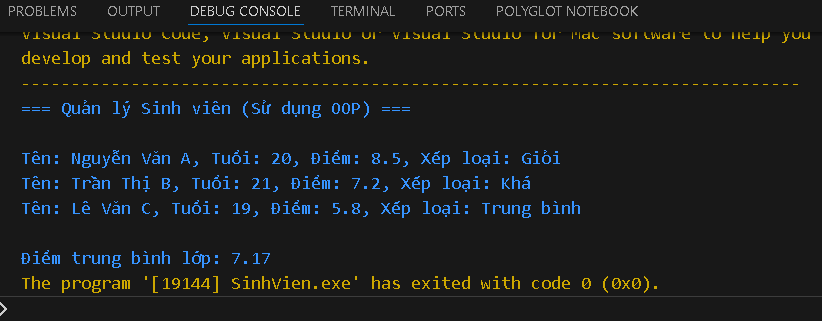 PROBLEMS OUTPUT DEBUG CONSOLE TERMINAL PORTS POLYGLOT NOTEBOOK
Visual Studio Code, Visual Studio or Visual Studio for Mac software to help you
develop and test your applications.
------------------------------------------------------------------------------
=== Quản lý Sinh viên (Sử dụng OOP) ===
Tên: Nguyễn Văn A, Tuổi: 20, Điểm: 8.5, Xếp loại: Giỏi
Tên: Trần Thị B, Tuổi: 21, Điểm: 7.2, Xếp loại: Khá
Tên: Lê Văn C, Tuổi: 19, Điểm: 5.8, Xếp loại: Trung bình
Điểm trung bình lớp: 7.17
The program '[19144] SinhVien.exe' has exited with code 0 (0x0).